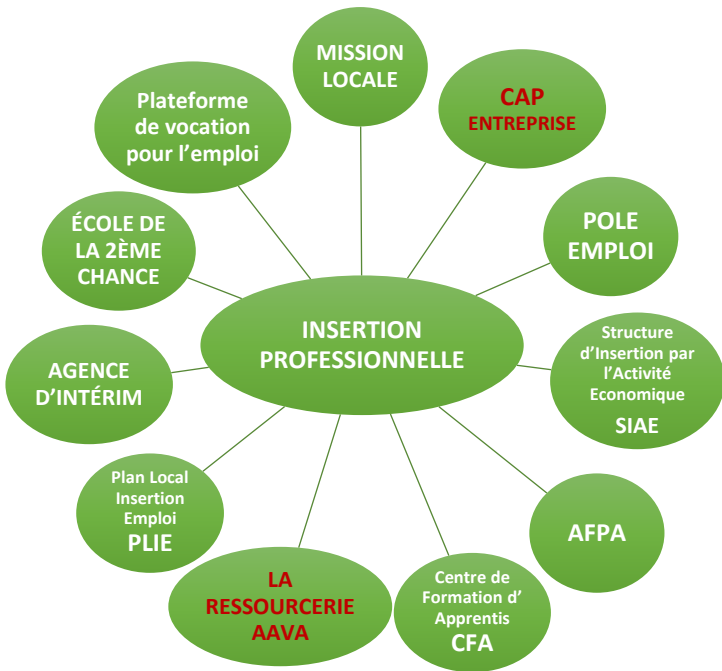 MISSION
LOCALE
CAP
ENTREPRISE
Plateforme
de vocation
pour l'emploi
POLE
EMPLOI
ÉCOLE DE
LA 2ÈME
CHANCE
INSERTION
PROFESSIONNELLE
Structure
d'Insertion par
l'Activité
Economique
SIAE
AGENCE
D'INTÉRIM
Plan Local
Insertion
Emploi
PLIE
AFPA
LA
RESSOURCERIE
AAVA
Centre de
Formation d'
Apprentis
CFA